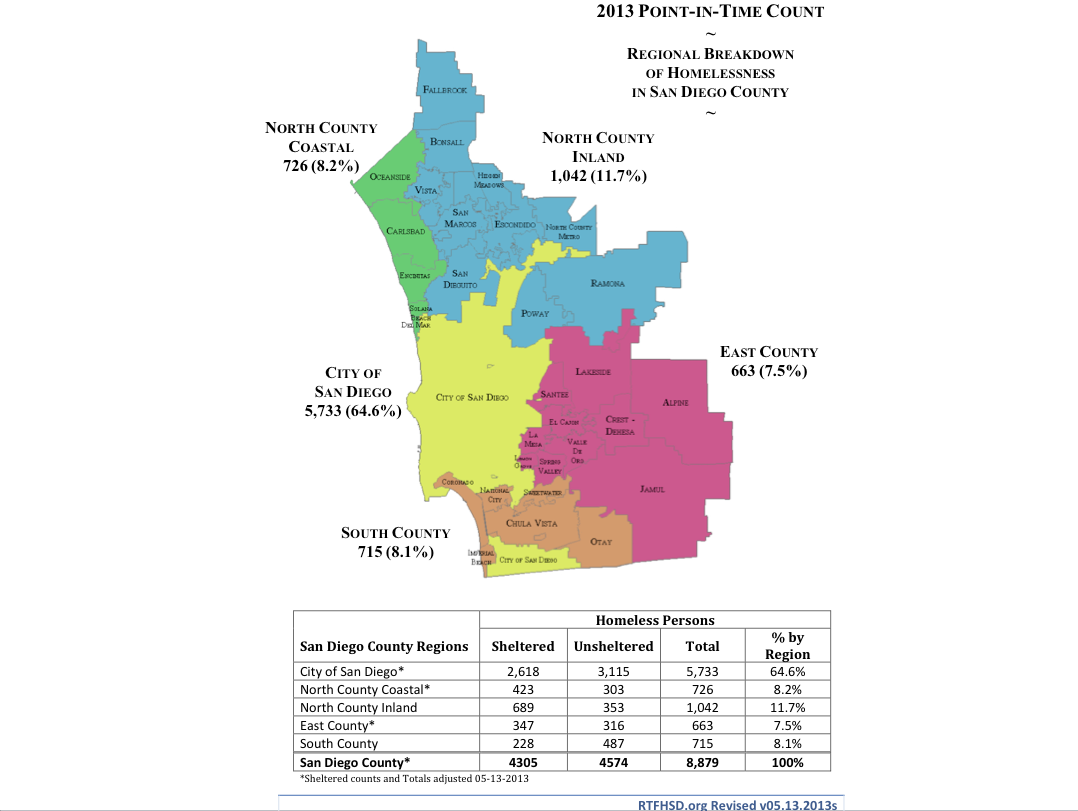 2013 POINT-IN-TIME COUNT
~
REGIONAL BREAKDOWN
OF HOMELESSNESS
IN SAN DIEGO COUNTY
~
FALLBROOK
NORTH COUNTY
COASTAL
726 (8.2%)
NORTH COUNTY
INLAND
1,042 (11.7%)
BONSALL
OCEANSIDE
VISTA
HIDDEN
MEADOWS
SAN
MARCOS
ESCONDIDO
NORTH COUNTY
METRO
CARLSBAD
ENCINITAS
SAN
DIEGUITO
RAMONA
SOLANA
BEACH
DEL MAR
POWAY
EAST COUNTY
663 (7.5%)
CITY OF
SAN DIEGO
5,733 (64.6%)
CITY OF SAN DIEGO
LAKESIDE
SANTEE
ALPINE
EL CAJON
CREST -
DEHESA
LA
MESA
VALLE
DE
ORO
LEMON
GROVE
SPRING
VALLEY
JAMUL
CORONADO
NATIONAL
CITY
SWEETWATER
CHULA VISTA
OTAY
SOUTH COUNTY
715 (8.1%)
IMPERIAL
BEACH
CITY OF SAN DIEGO
Homeless Persons
San Diego County Regions Sheltered Unsheltered Total % by
Region
City of San Diego* 2,618 3,115 5,733 64.6%
North County Coastal* 423 303 726 8.2%
North County Inland 689 353 1,042 11.7%
East County* 347 316 663 7.5%
South County 228 487 715 8.1%
San Diego County* 4305 4574 8,879 100%
*Sheltered counts and Totals adjusted 05-13-2013
RTFHSD.org Revised v05.13.2013s